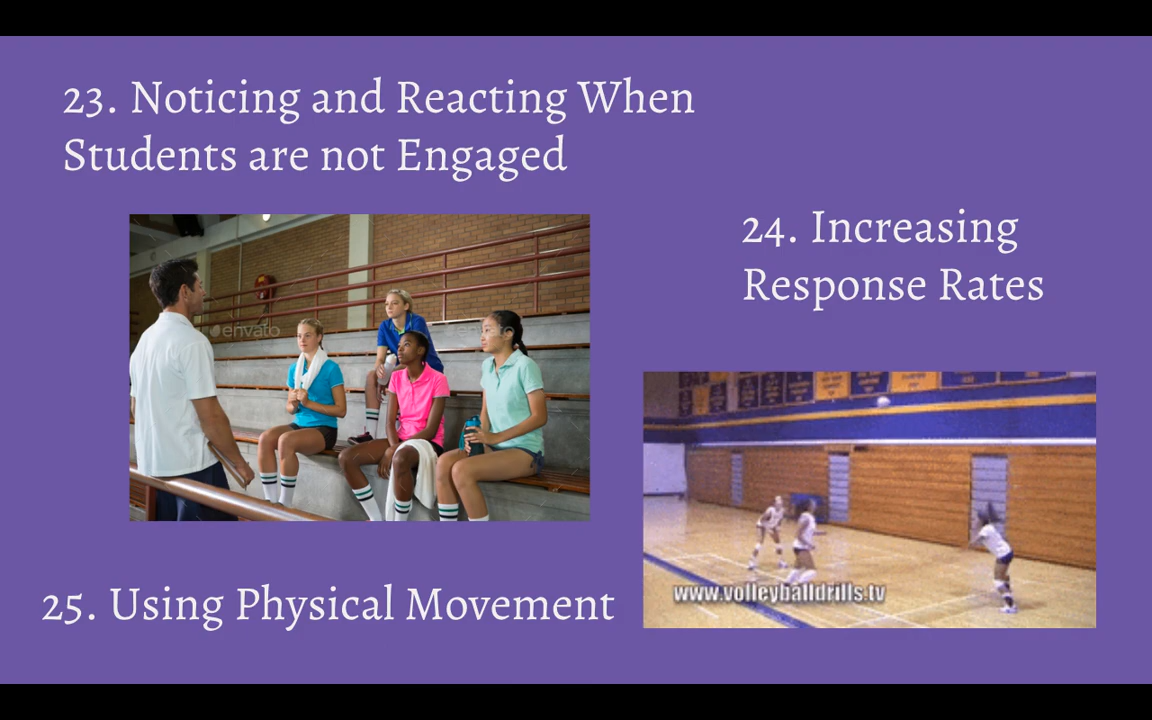 23. Noticing and Reacting When
Students are not Engaged
24. Increasing
Response Rates
envato
envato
www.volleyballdrills.tv
25. Using Physical Movement